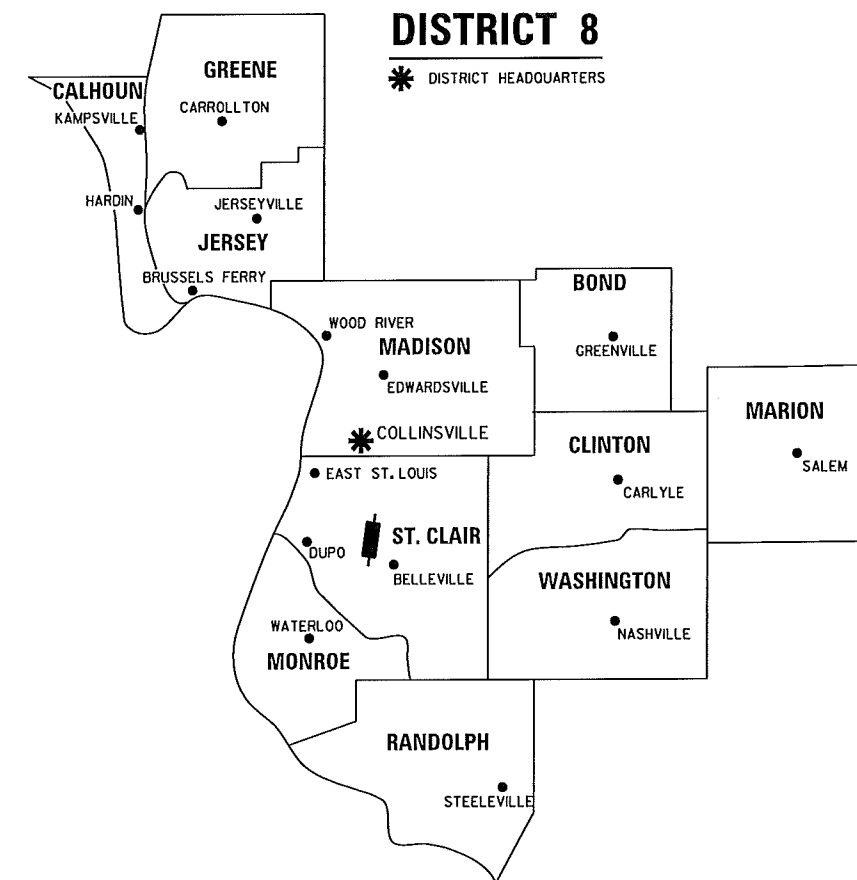 DISTRICT 8
DISTRICT HEADQUARTERS
GREENE
CALHOUN
CARROLLTON
KAMPSVILLE
HARDIN
JERSEYVILLE
JERSEY
BRUSSELS FERRY
BOND
WOOD RIVER
MADISON
GREENVILLE
EDWARDSVILLE
MARION
COLLINSVILLE
CLINTON
SALEM
EAST ST. LOUIS
CARLYLE
ST. CLAIR
DUPO
BELLEVILLE
WASHINGTON
WATERLOO
NASHVILLE
MONROE
RANDOLPH
STEELEVILLE